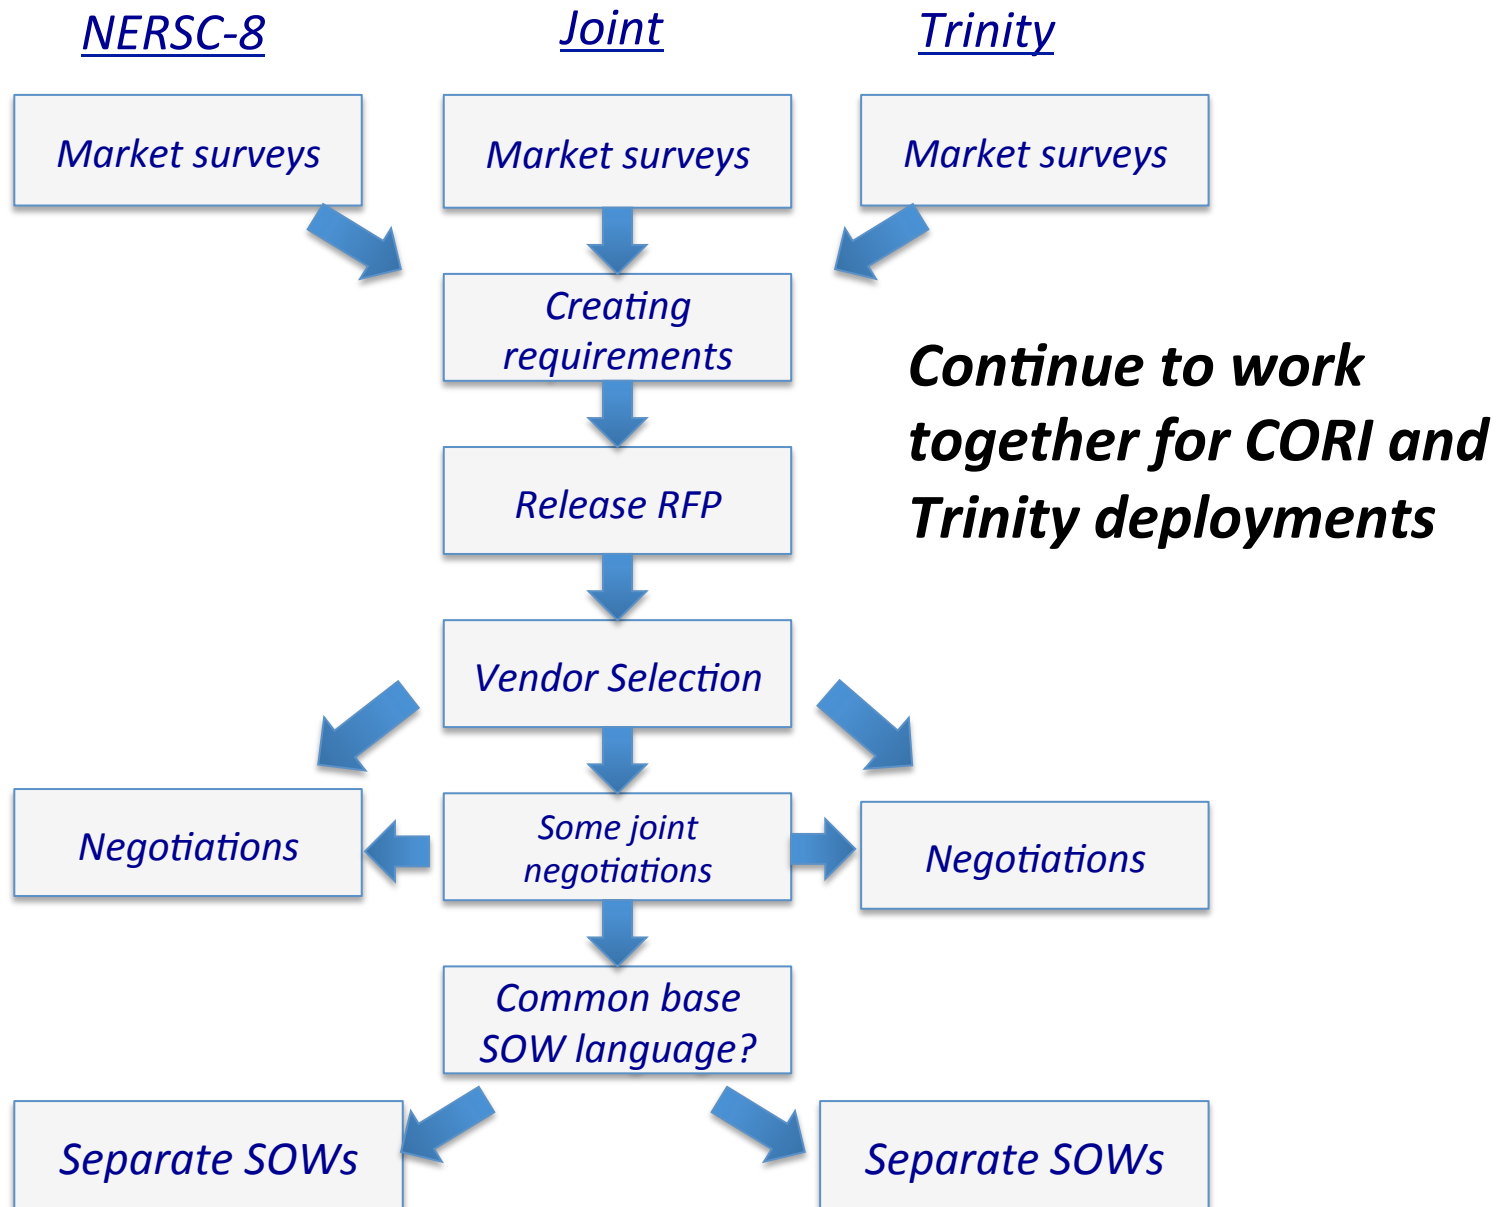 NERSC-8
Joint
Trinity
Market surveys
Market surveys
Market surveys
Creating
requirements
Continue to work
together for CORI and
Trinity deployments
Release RFP
Vendor Selection
Negotiations
Some joint
negotiations
Negotiations
Common base
SOW language?
Separate SOWs
Separate SOWs